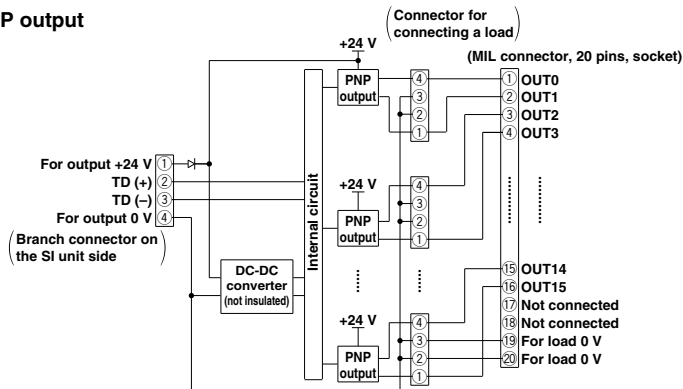 P output
Connector for
connecting a load
(MIL connector, 20 pins, socket)
+24 V
PNP
output
④
③
②
①
① OUT0
② OUT1
③ OUT2
④ OUT3
For output +24 V ①
TD (+) ②
TD (–) ③
For output 0 V ④
Branch connector on
the SI unit side
Internal circuit
+24 V
PNP
output
④
③
②
①
DC-DC
converter
(not insulated)
+24 V
PNP
output
④
③
②
①
⑮ OUT14
⑯ OUT15
⑰ Not connected
⑱ Not connected
⑲ For load 0 V
⑳ For load 0 V